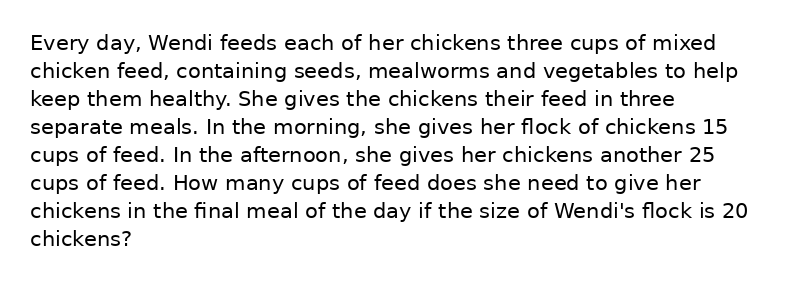 Every day, Wendi feeds each of her chickens three cups of mixed
chicken feed, containing seeds, mealworms and vegetables to help
keep them healthy. She gives the chickens their feed in three
separate meals. In the morning, she gives her flock of chickens 15
cups of feed. In the afternoon, she gives her chickens another 25
cups of feed. How many cups of feed does she need to give her
chickens in the final meal of the day if the size of Wendi's flock is 20
chickens?